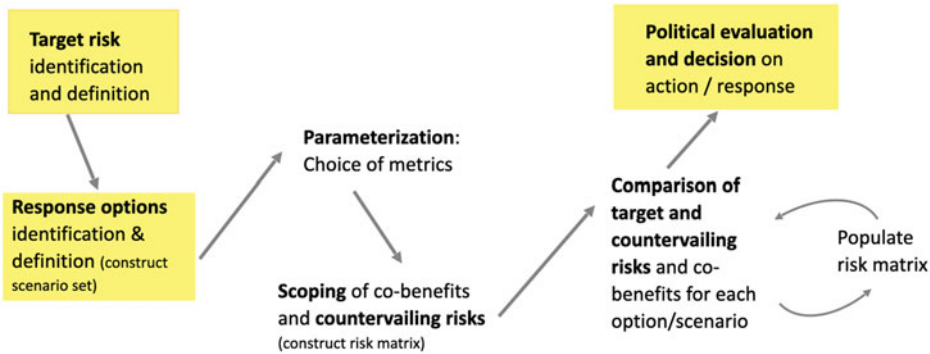 Target risk
identification
and definition
Response options
identification &
definition (construct
scenario set)
Parameterization:
Choice of metrics
Scoping of co-benefits
and countervailing risks
(construct risk matrix)
Comparison of
target and
countervailing
risks and co-
benefits for each
option/scenario
Populate
risk matrix
Political evaluation
and decision on
action / response